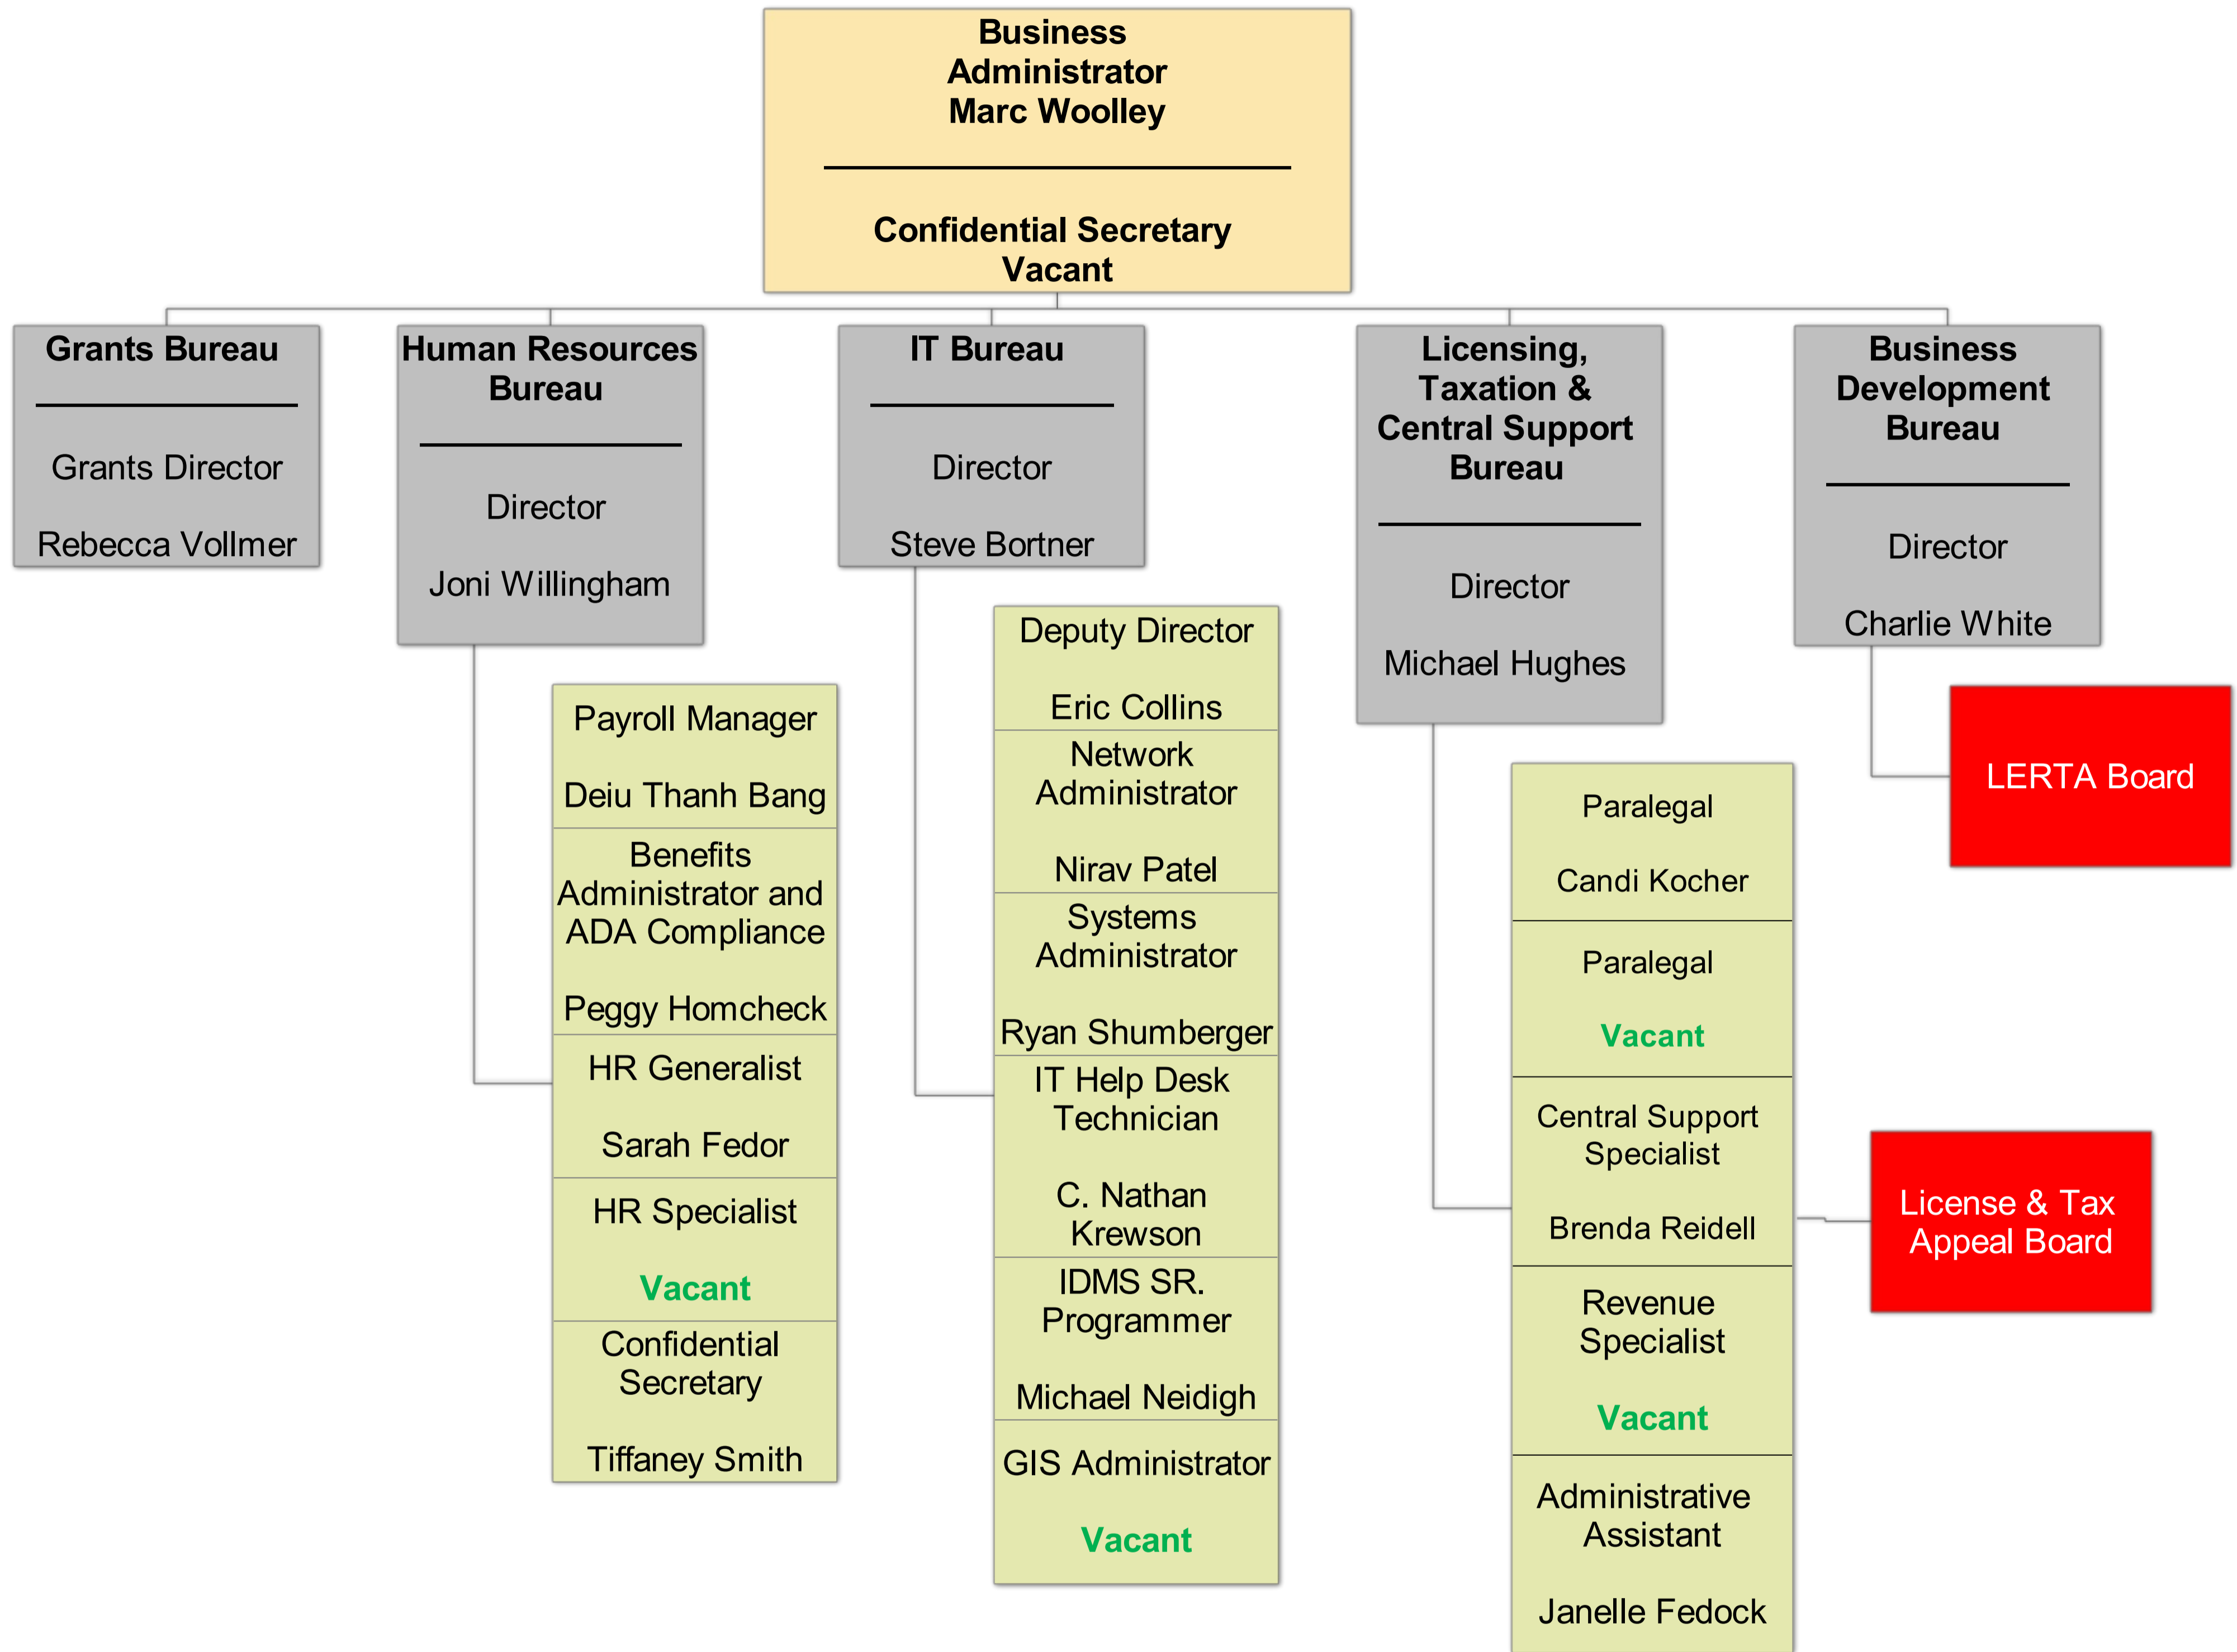 Business
Administrator
Marc Woolley
Confidential Secretary
Vacant
Grants Bureau
Grants Director
Rebecca Vollmer
Human Resources
Bureau
Director
Joni Willingham
Payroll Manager
Deiu Thanh Bang
Benefits
Administrator and
ADA Compliance
Peggy Homcheck
HR Generalist
Sarah Fedor
HR Specialist
Vacant
Confidential
Secretary
Tiffaney Smith
IT Bureau
Director
Steve Bortner
Deputy Director
Eric Collins
Network
Administrator
Nirav Patel
Systems
Administrator
Ryan Shumberger
IT Help Desk
Technician
C. Nathan
Krewson
IDMS SR.
Programmer
Michael Neidigh
GIS Administrator
Vacant
Licensing,
Taxation &
Central Support
Bureau
Director
Michael Hughes
Paralegal
Candi Kocher
Paralegal
Vacant
Central Support
Specialist
Brenda Reidell
Revenue
Specialist
Vacant
Administrative
Assistant
Janelle Fedock
License & Tax
Appeal Board
Business
Development
Bureau
Director
Charlie White
LERTA Board